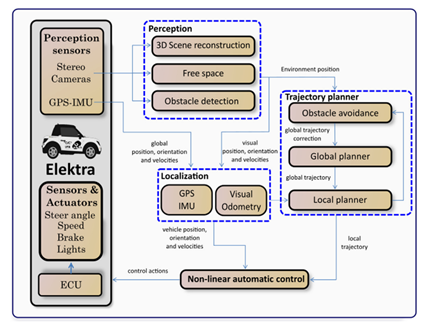 Perception
sensors
Stereo
Cameras
GPS-IMU
Elektra
Sensors &
Actuators
Steer angle
Speed
Brake
Lights
ECU
Perception
3D Scene reconstruction
Free space
Obstacle detection
global
position, orientation
and velocities
visual
position, orientation
and velocities
Environment position
Trajectory planner
Obstacle avoidance
global trajectory
correction
Global planner
global trajectory
Local planner
Localization
GPS
IMU
Visual
Odometry
vehicle position,
orientation
and velocities
local
trajectory
control actions
Non-linear automatic control